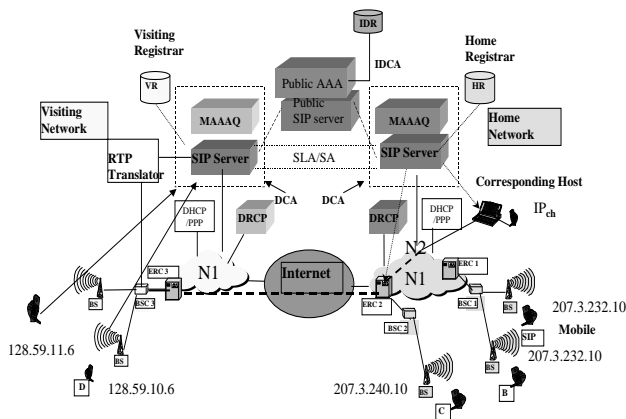 IDR
Visiting
Registrar
IDCA
Home
Registrar
VR
Public AAA
HR
Public
SIP server
MAAAQ
MAAAQ
Visiting
Network
Home
Network
SIP Server
SIP Server
RTP
Translator
SLA/SA
Corresponding Host
DCA
DCA
IPch
DHCP
/PPP
DRCP
DRCP
DHCP
/PPP
N2
ERC 3
N1
Internet
N1
ERC 1
BS
BSC 3
ERC 2
BSC 1
BS
207.3.232.10
BSC 2
SIP
Mobile
128.59.11.6
BS
BS
207.3.232.10
D
128.59.10.6
207.3.240.10
BS
B
C